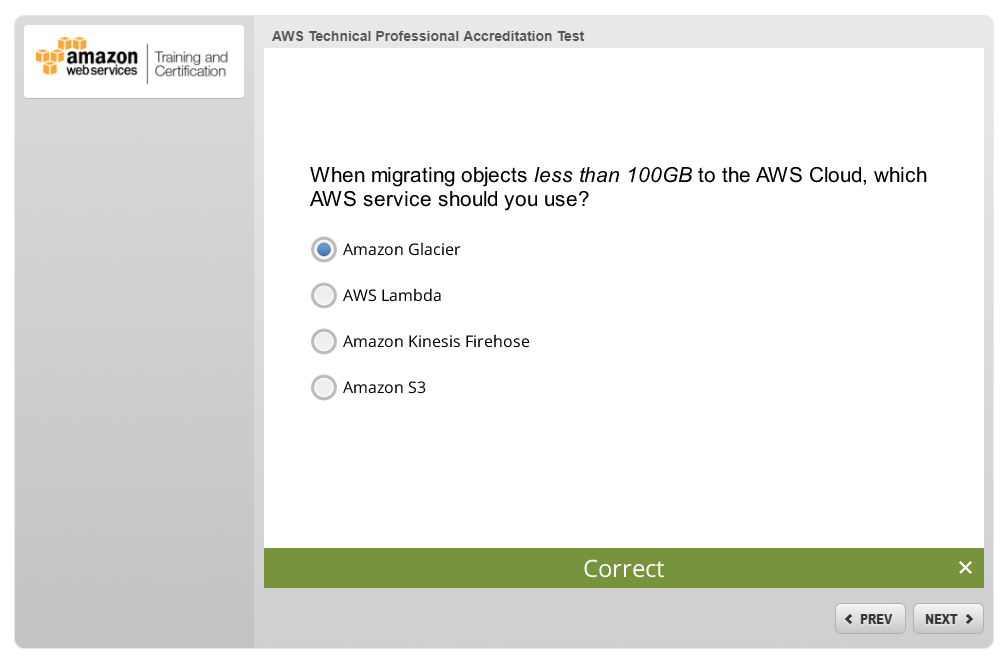 amazon
webservices
Training and
Certification
AWS Technical Professional Accreditation Test
When migrating objects less than 100GB to the AWS Cloud, which
AWS service should you use?
Amazon Glacier
AWS Lambda
Amazon Kinesis Firehose
Amazon S3
Correct
PREV
NEXT